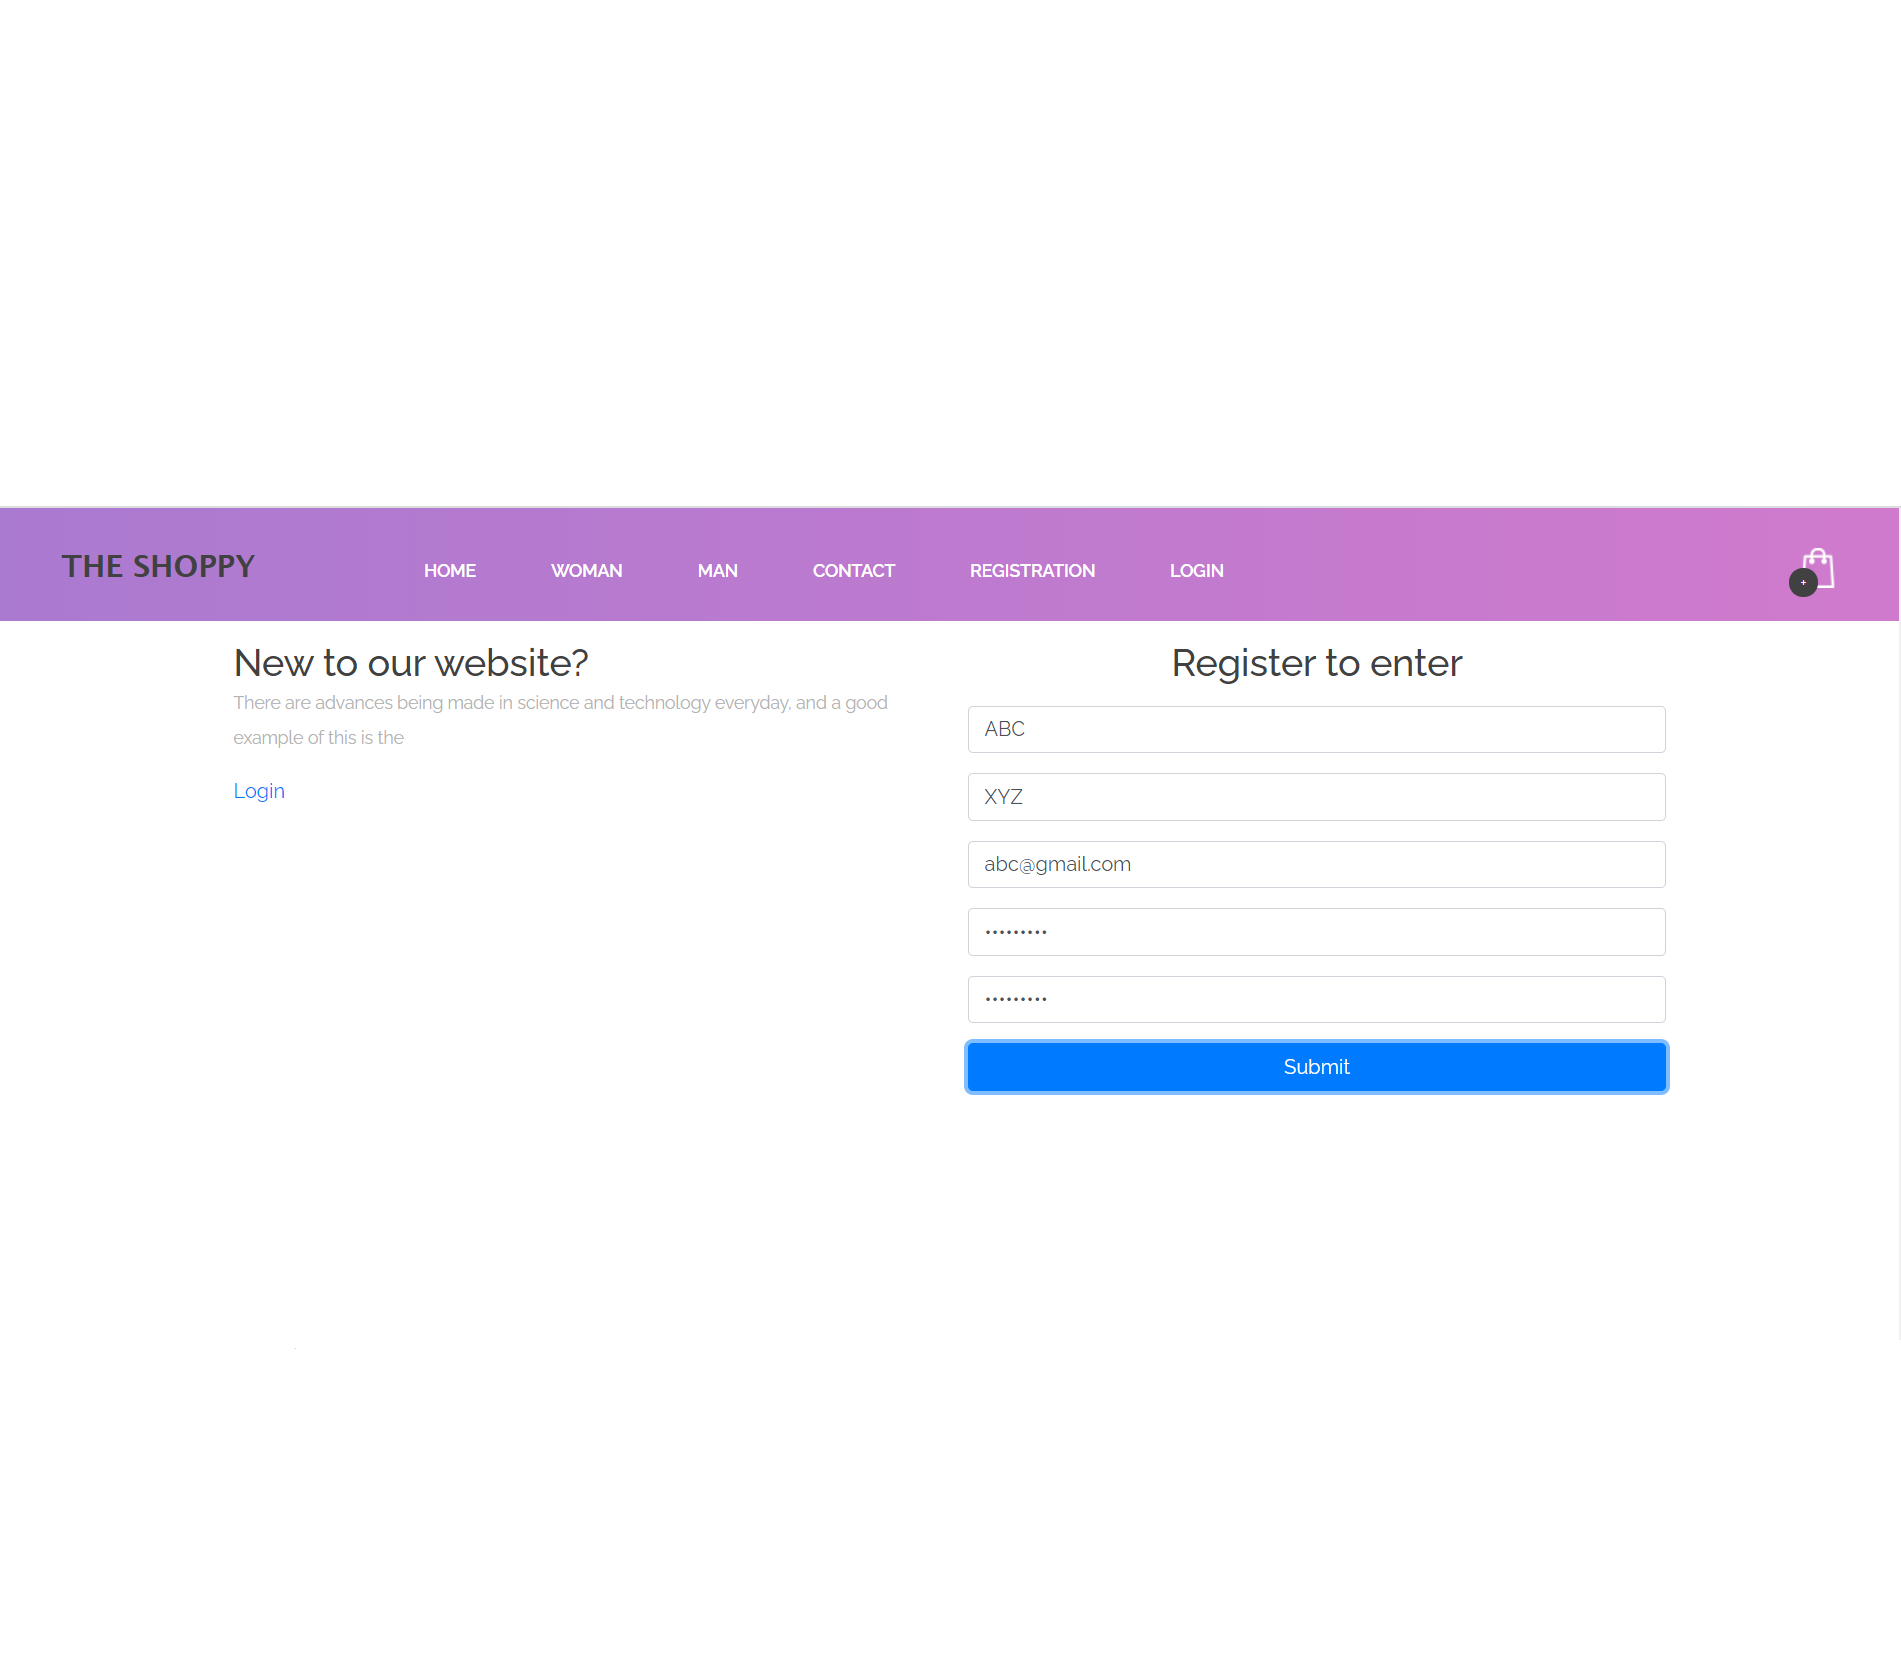 THE SHOPPY
HOME WOMAN MAN CONTACT REGISTRATION LOGIN
+
New to our website?
There are advances being made in science and technology everyday, and a good
example of this is the
Login
Register to enter
ABC
XYZ
abc@gmail.com
•••••••••
•••••••••
Submit